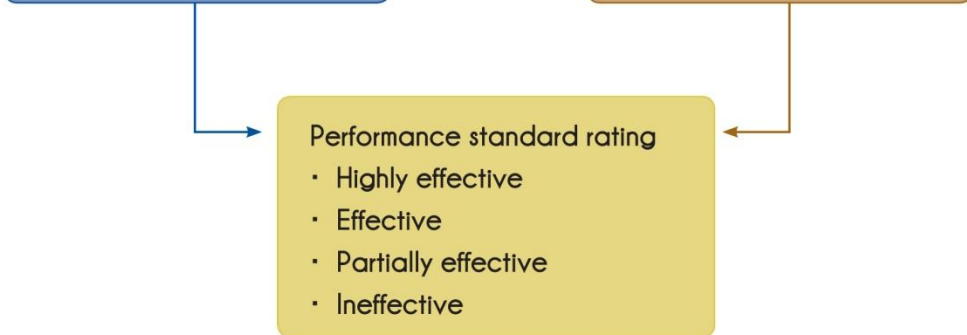 Performance standard rating
· Highly effective
· Effective
· Partially effective
· Ineffective